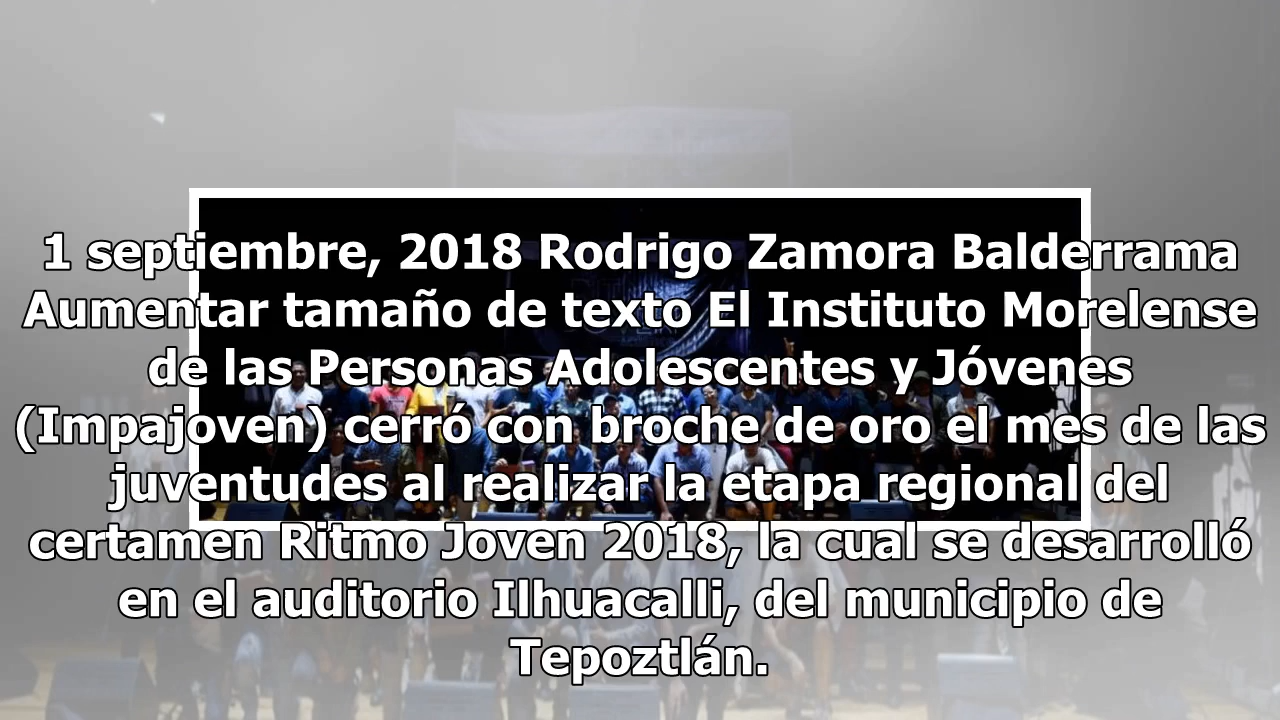 1 septiembre, 2018 Rodrigo Zamora Balderrama
Aumentar tamaño de texto El Instituto Morelense
de las Personas Adolescentes y Jóvenes
(Impajoven) cerró con broche de oro el mes de las
juventudes al realizar la etapa regional del
certamen Ritmo Joven 2018, la cual se desarrolló
en el auditorio Ilhuacalli, del municipio de
Tepoztlán.